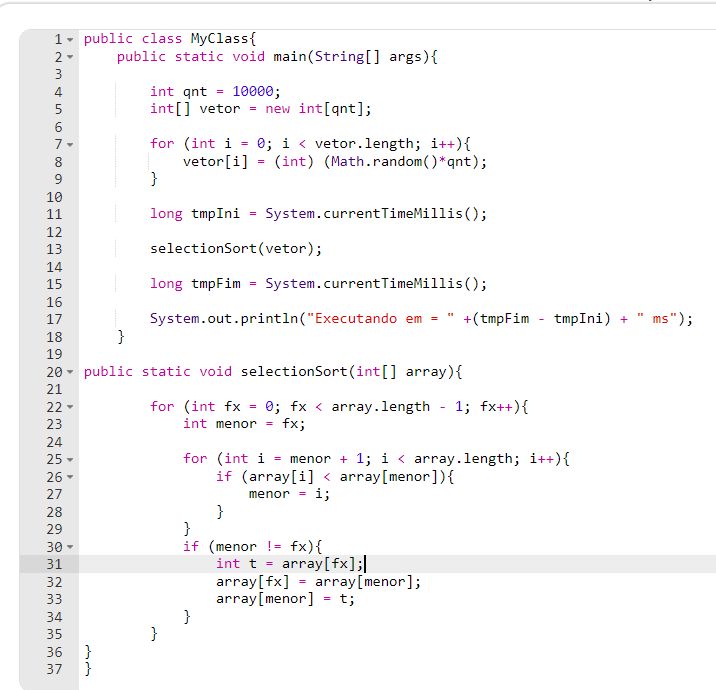 1 public class MyClass{
2     public static void main(String[] args){
3
4         int qnt = 10000;
5         int[] vetor = new int[qnt];
6
7         for (int i = 0; i < vetor.length; i++){
8             vetor[i] = (int) (Math.random()*qnt);
9         }
10
11         long tmpIni = System.currentTimeMillis();
12
13         selectionSort(vetor);
14
15         long tmpFim = System.currentTimeMillis();
16
17         System.out.println("Executando em = " +(tmpFim - tmpIni) + " ms");
18     }
19
20 public static void selectionSort(int[] array){
21
22         for (int fx = 0; fx < array.length - 1; fx++){
23             int menor = fx;
24
25             for (int i = menor + 1; i < array.length; i++){
26                 if (array[i] < array[menor]){
27                     menor = i;
28                 }
29             }
30             if (menor != fx){
31                 int t = array[fx];
32                 array[fx] = array[menor];
33                 array[menor] = t;
34             }
35         }
36 }
37 }